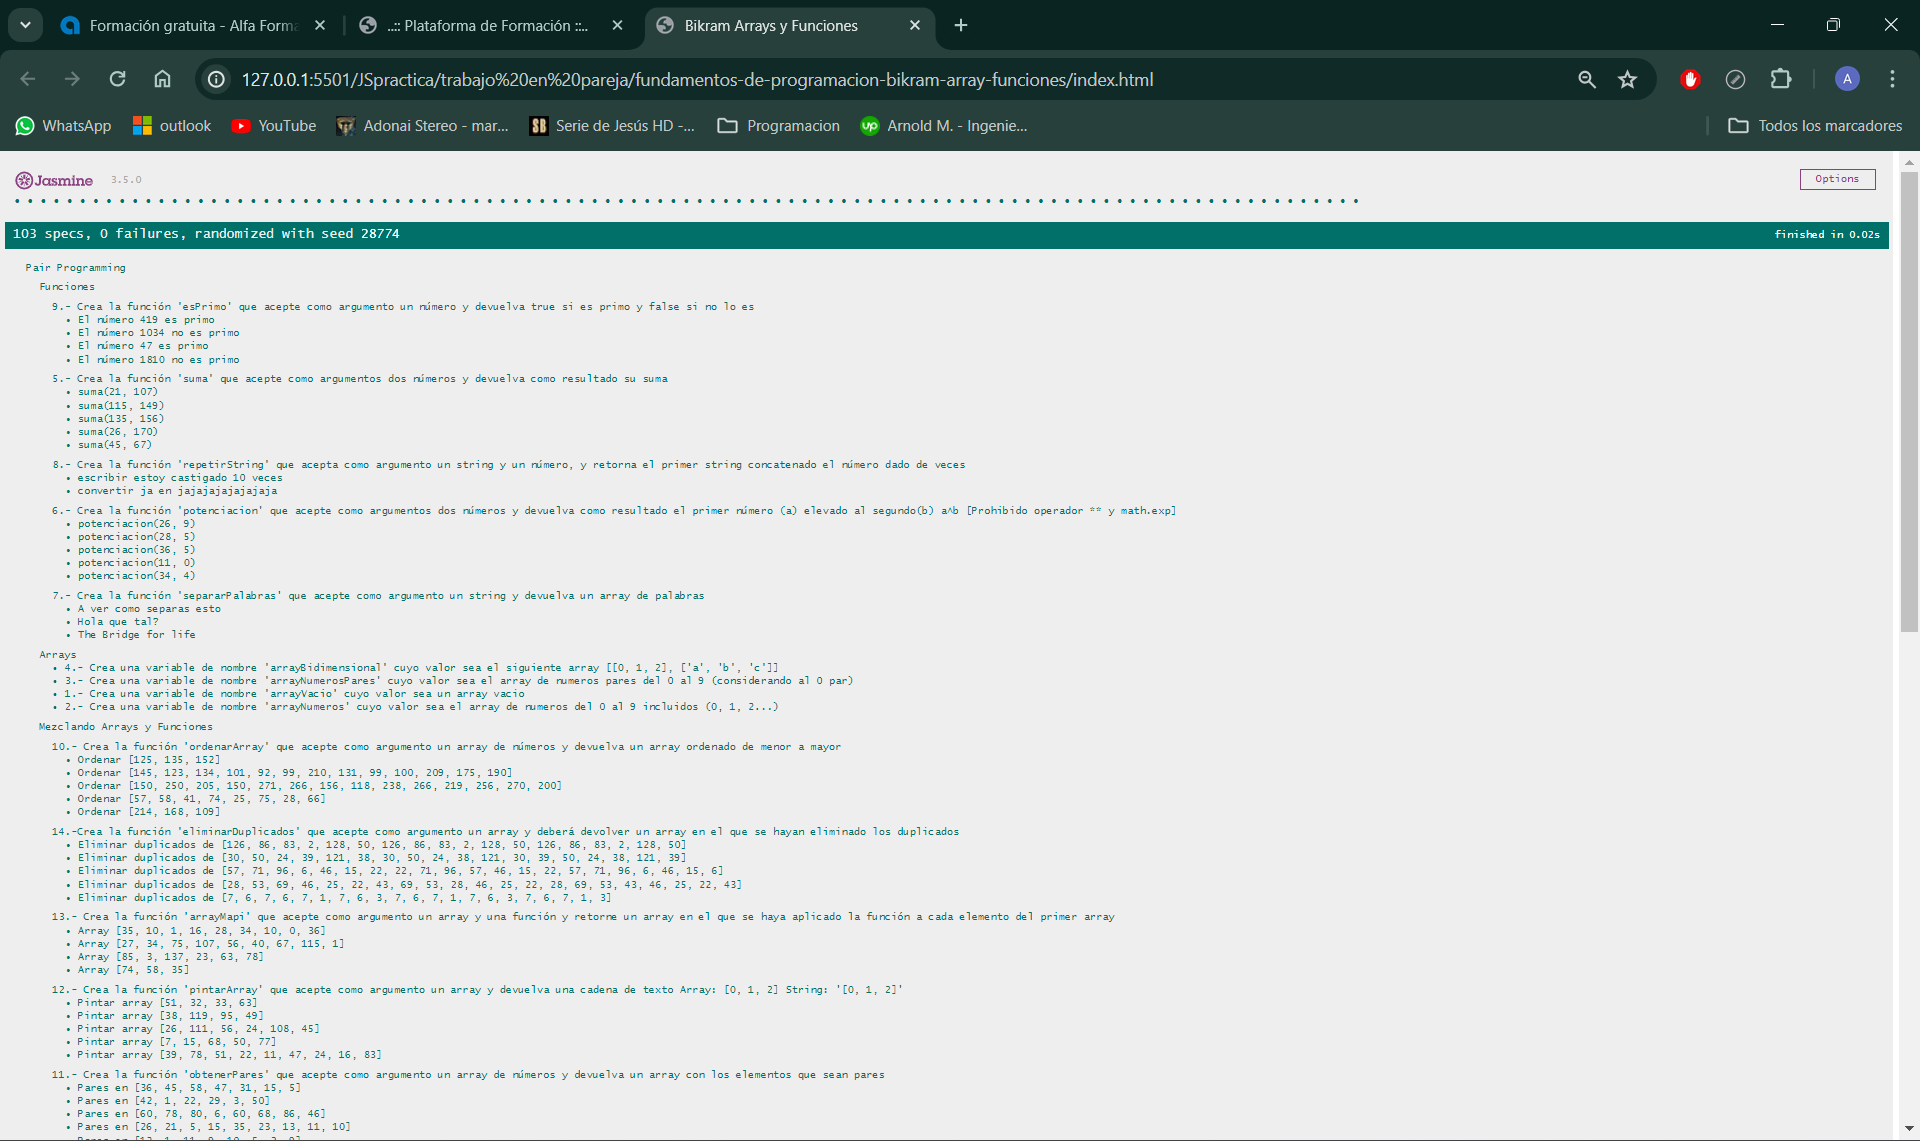 Formación gratuita - Alfa Forma
..:: Plataforma de Formación ::...
Bikram Arrays y Funciones
127.0.0.1:5501/JSpractica/trabajo%20en%20pareja/fundamentos-de-programacion-bikram-array-funciones/index.html
A
WhatsApp
outlook
YouTube
Adonai Stereo - mar...
SB
Serie de Jesús HD -...
Programacion
up
Arnold M. - Ingenie...
Todos los marcadores
Jasmine 3.5.0
Options
103 specs, 0 failures, randomized with seed 28774
finished in 0.02s
Pair Programming
Funciones
9.- Crea la función 'esPrimo' que acepte como argumento un número y devuelva true si es primo y false si no lo es
• El número 419 es primo
• El número 1034 no es primo
• El número 47 es primo
• El número 1810 no es primo
5.- Crea la función 'suma' que acepte como argumentos dos números y devuelva como resultado su suma
• suma(21, 107)
• suma(115, 149)
• suma(135, 156)
• suma(26, 170)
• suma(45, 67)
8.- Crea la función 'repetirString' que acepta como argumento un string y un número, y retorna el primer string concatenado el número dado de veces
• escribir estoy castigado 10 veces
• convertir ja en jajajajajajajaja
6.- Crea la función 'potenciacion' que acepte como argumentos dos números y devuelva como resultado el primer número (a) elevado al segundo(b) a^b [Prohibido operador ** y math.exp]
• potenciacion(26, 9)
• potenciacion(28, 5)
• potenciacion(36, 5)
• potenciacion(11, 0)
• potenciacion(34, 4)
7.- Crea la función 'separarPalabras' que acepte como argumento un string y devuelva un array de palabras
• A ver como separas esto
• Hola que tal?
• The Bridge for life
Arrays
• 4.- Crea una variable de nombre 'arrayBidimensional' cuyo valor sea el siguiente array [[0, 1, 2], ['a', 'b', 'c']]
• 3.- Crea una variable de nombre 'arrayNumerosPares' cuyo valor sea el array de numeros pares del 0 al 9 (considerando al 0 par)
• 1.- Crea una variable de nombre 'arrayVacio' cuyo valor sea un array vacio
• 2.- Crea una variable de nombre 'arrayNumeros' cuyo valor sea el array de numeros del 0 al 9 incluidos (0, 1, 2...)
Mezclando Arrays y Funciones
10.- Crea la función 'ordenarArray' que acepte como argumento un array de números y devuelva un array ordenado de menor a mayor
• Ordenar [125, 135, 152]
• Ordenar [145, 123, 134, 101, 92, 99, 210, 131, 99, 100, 209, 175, 190]
• Ordenar [150, 250, 205, 150, 271, 266, 156, 118, 238, 266, 219, 256, 270, 200]
• Ordenar [57, 58, 41, 74, 25, 75, 28, 66]
• Ordenar [214, 168, 109]
14.-Crea la función 'eliminarDuplicados' que acepte como argumento un array y deberá devolver un array en el que se hayan eliminado los duplicados
• Eliminar duplicados de [126, 86, 83, 2, 128, 50, 126, 86, 83, 2, 128, 50, 126, 86, 83, 2, 128, 50]
• Eliminar duplicados de [30, 50, 24, 39, 121, 38, 30, 50, 24, 38, 121, 30, 39, 50, 24, 38, 121, 39]
• Eliminar duplicados de [57, 71, 96, 6, 46, 15, 22, 22, 71, 96, 57, 46, 15, 22, 57, 71, 96, 6, 46, 15, 6]
• Eliminar duplicados de [28, 53, 69, 46, 25, 22, 43, 69, 53, 28, 46, 25, 22, 28, 69, 53, 43, 46, 25, 22, 43]
• Eliminar duplicados de [7, 6, 7, 6, 7, 1, 7, 6, 3, 7, 6, 7, 1, 7, 6, 3, 7, 6, 7, 1, 3]
13.- Crea la función 'arrayMapi' que acepte como argumento un array y una función y retorne un array en el que se haya aplicado la función a cada elemento del primer array
• Array [35, 10, 1, 16, 28, 34, 10, 0, 36]
• Array [27, 34, 75, 107, 56, 40, 67, 115, 1]
• Array [85, 3, 137, 23, 63, 78]
• Array [74, 58, 35]
12.- Crea la función 'pintarArray' que acepte como argumento un array y devuelva una cadena de texto Array: [0, 1, 2] String: '[0, 1, 2]'
• Pintar array [51, 32, 33, 63]
• Pintar array [38, 119, 95, 49]
• Pintar array [26, 111, 56, 24, 108, 45]
• Pintar array [7, 15, 68, 50, 77]
• Pintar array [39, 78, 51, 22, 11, 47, 24, 16, 83]
11.- Crea la función 'obtenerPares' que acepte como argumento un array de números y devuelva un array con los elementos que sean pares
• Pares en [36, 45, 58, 47, 31, 15, 5]
• Pares en [42, 1, 22, 29, 3, 50]
• Pares en [60, 78, 80, 6, 60, 68, 86, 46]
• Pares en [26, 21, 5, 15, 35, 23, 13, 11, 10]